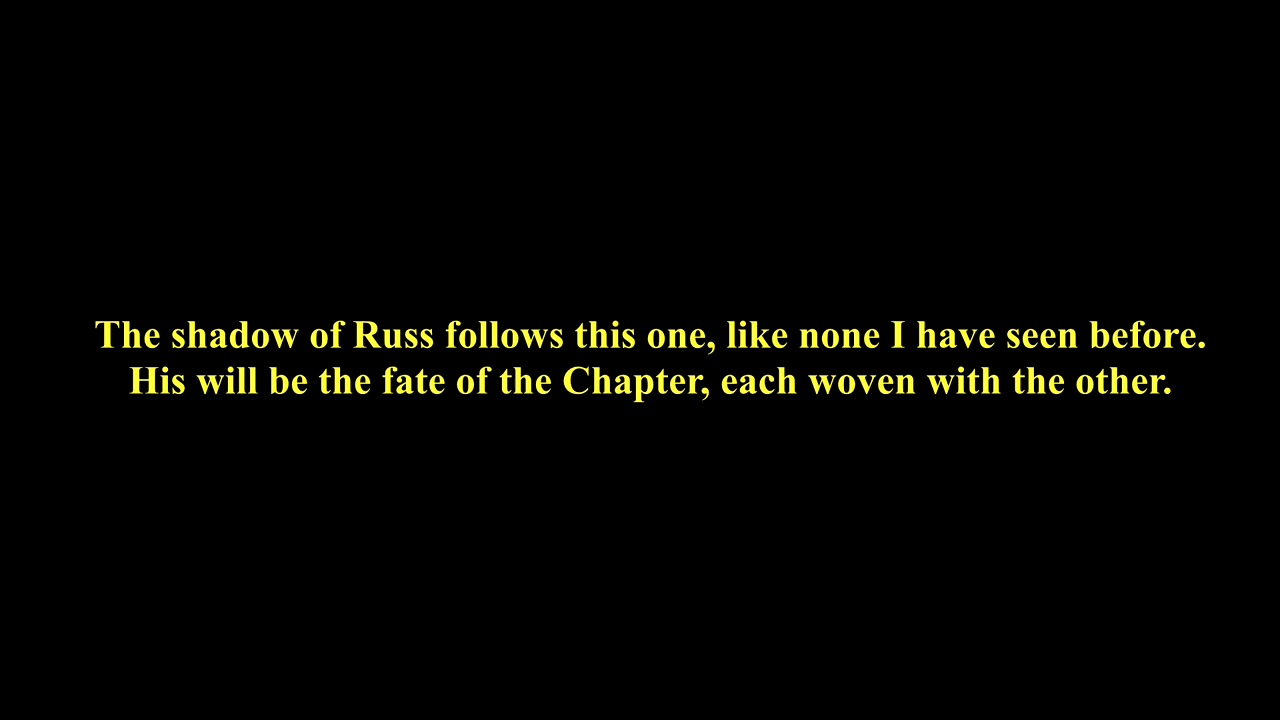 The shadow of Russ follows this one, like none I have seen before.
His will be the fate of the Chapter, each woven with the other.